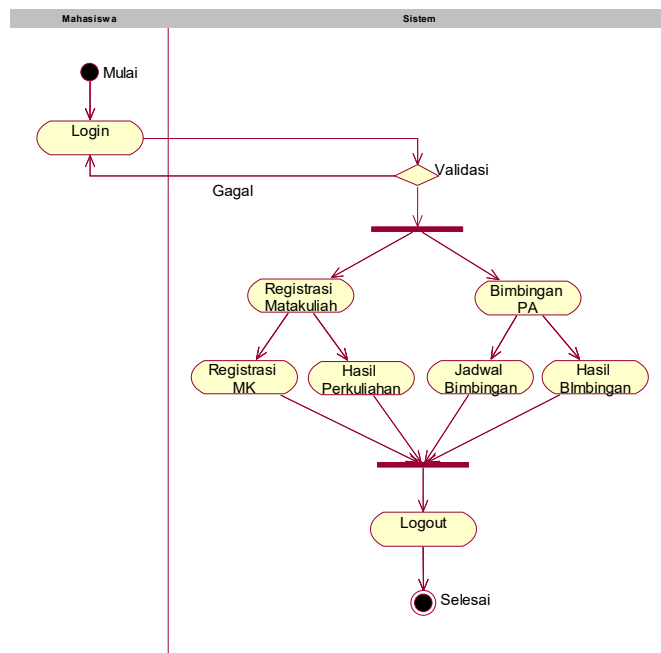 Mahasiswa
Sistem
Mulai
Login
Validasi
Gagal
Registrasi
Matakuliah
Bimbingan
PA
Registrasi
MK
Hasil
Perkuliahan
Jadwal
Bimbingan
Hasil
BImbingan
Logout
Selesai